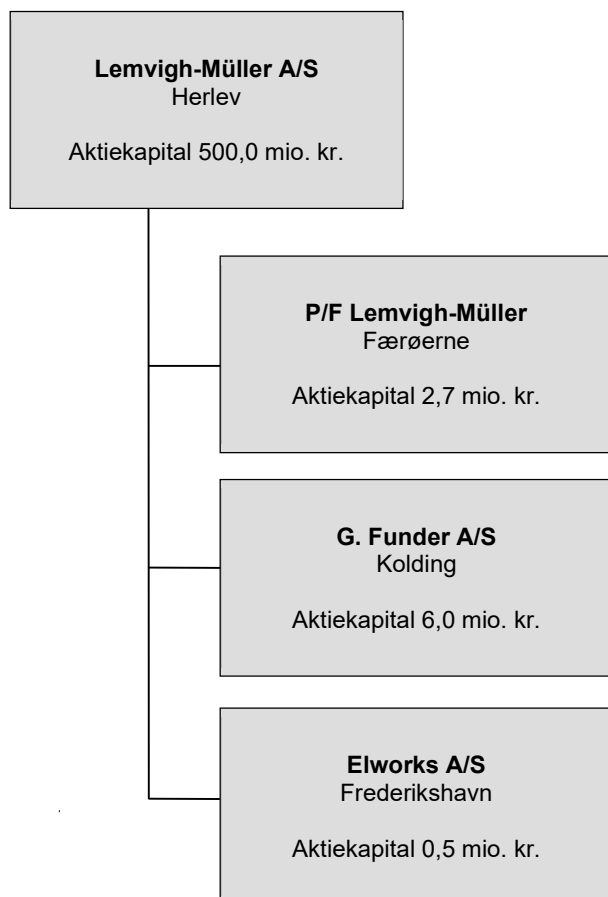 Lemvigh-Müller A/S
Herlev
Aktiekapital 500,0 mio. kr.
P/F Lemvigh-Müller
Færøerne
Aktiekapital 2,7 mio. kr.
G. Funder A/S
Kolding
Aktiekapital 6,0 mio. kr.
Elworks A/S
Frederikshavn
Aktiekapital 0,5 mio. kr.